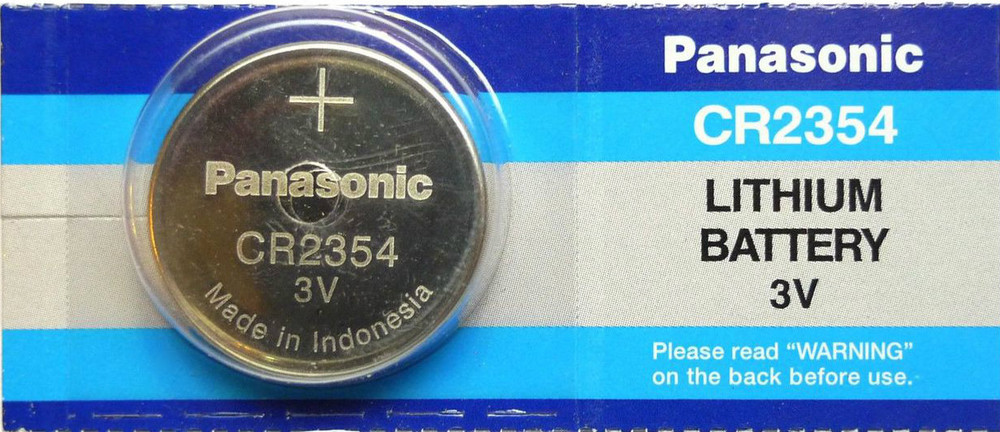 +
Panasonic
CR2354
3V
Made in Indonesia
Panasonic
CR2354
LITHIUM
BATTERY
3V
Please read “WARNING”
on the back before use.